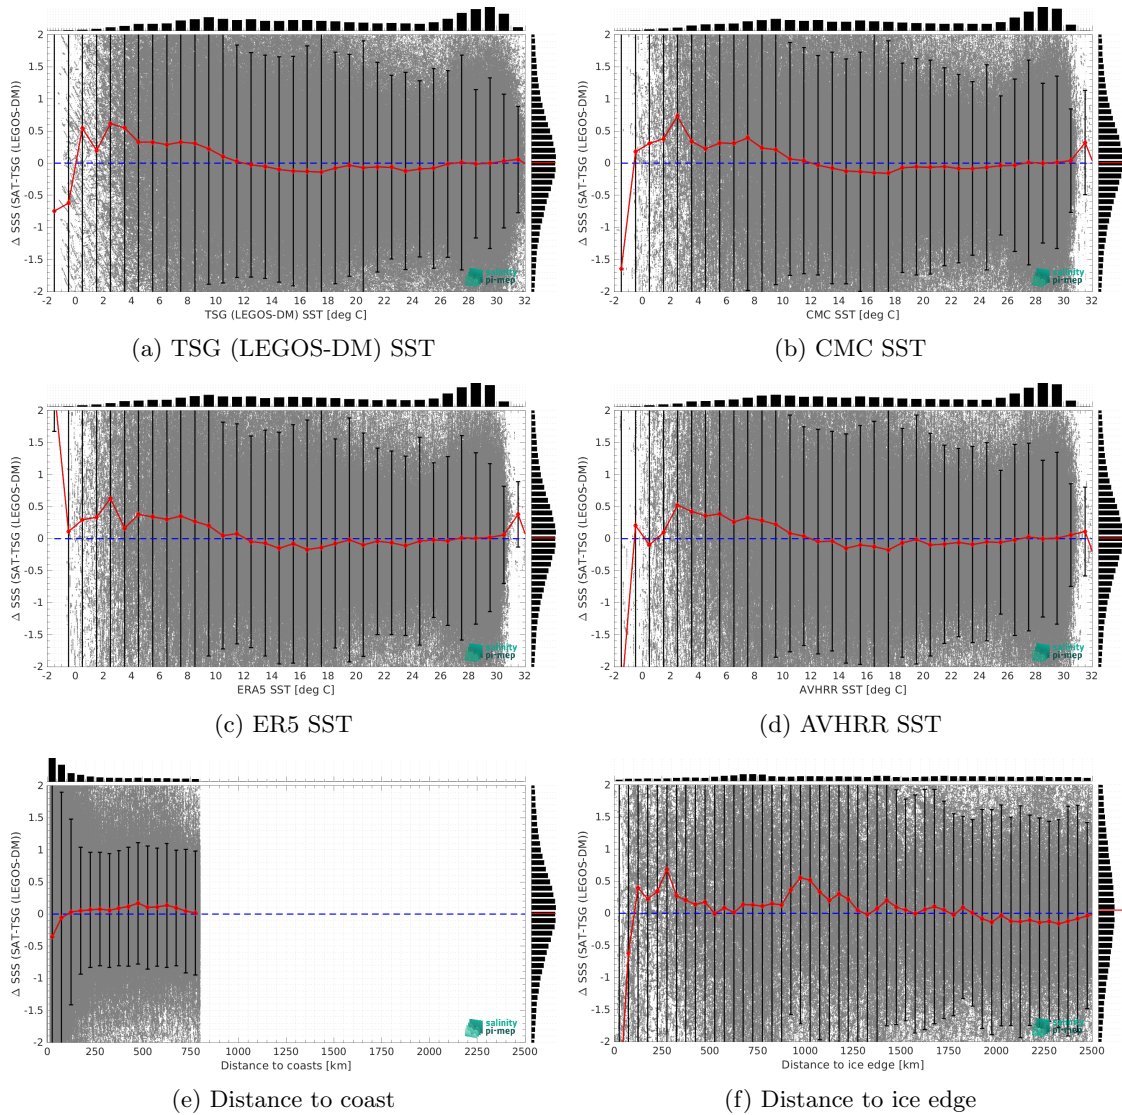 2
1.5
1
0.5
0
-0.5
-1
-1.5
-2
Δ SSS (SAT-TSG (LEGOS-DM))
-2 0 2 4 6 8 10 12 14 16 18 20 22 24 26 28 30 32
TSG (LEGOS-DM) SST [deg C]
salinity
pi-mep
(a) TSG (LEGOS-DM) SST
2
1.5
1
0.5
0
-0.5
-1
-1.5
-2
Δ SSS (SAT-TSG (LEGOS-DM))
-2 0 2 4 6 8 10 12 14 16 18 20 22 24 26 28 30 32
CMC SST [deg C]
salinity
pi-mep
(b) CMC SST
2
1.5
1
0.5
0
-0.5
-1
-1.5
-2
Δ SSS (SAT-TSG (LEGOS-DM))
-2 0 2 4 6 8 10 12 14 16 18 20 22 24 26 28 30 32
ERA5 SST [deg C]
salinity
pi-mep
(c) ER5 SST
2
1.5
1
0.5
0
-0.5
-1
-1.5
-2
Δ SSS (SAT-TSG (LEGOS-DM))
-2 0 2 4 6 8 10 12 14 16 18 20 22 24 26 28 30 32
AVHRR SST [deg C]
salinity
pi-mep
(d) AVHRR SST
2
1.5
1
0.5
0
-0.5
-1
-1.5
-2
Δ SSS (SAT-TSG (LEGOS-DM))
0 250 500 750 1000 1250 1500 1750 2000 2250 2500
Distance to coasts [km]
salinity
pi-mep
(e) Distance to coast
2
1.5
1
0.5
0
-0.5
-1
-1.5
-2
Δ SSS (SAT-TSG (LEGOS-DM))
0 250 500 750 1000 1250 1500 1750 2000 2250 2500
Distance to ice edge [km]
salinity
pi-mep
(f) Distance to ice edge